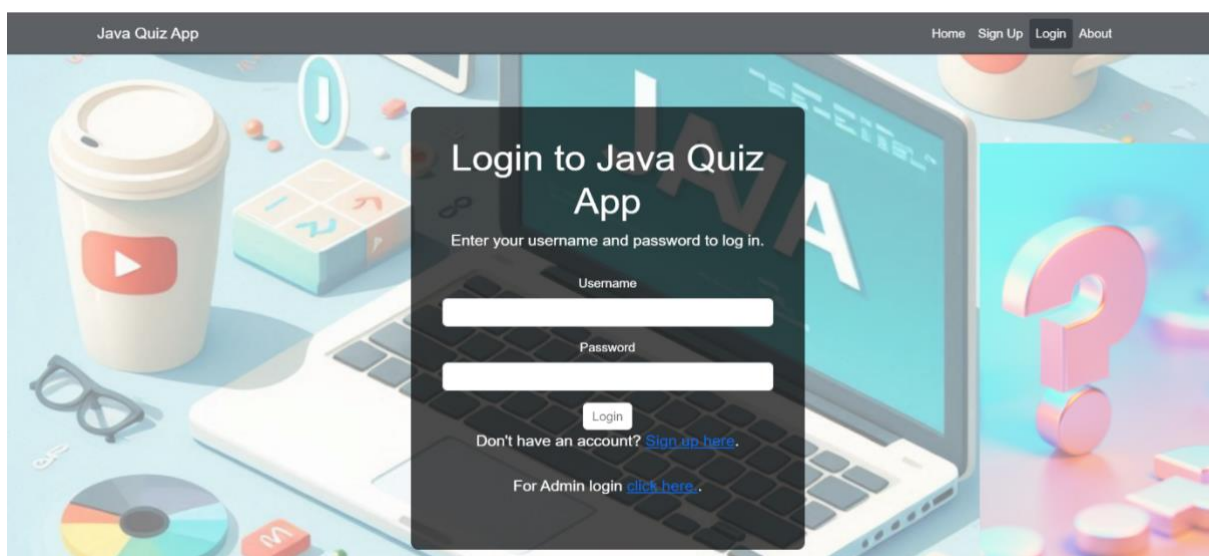 Java Quiz App
Home Sign Up Login About
Login to Java Quiz
App
Enter your username and password to log in.
Username
Password
Login
Don't have an account? Sign up here.
For Admin login click here..